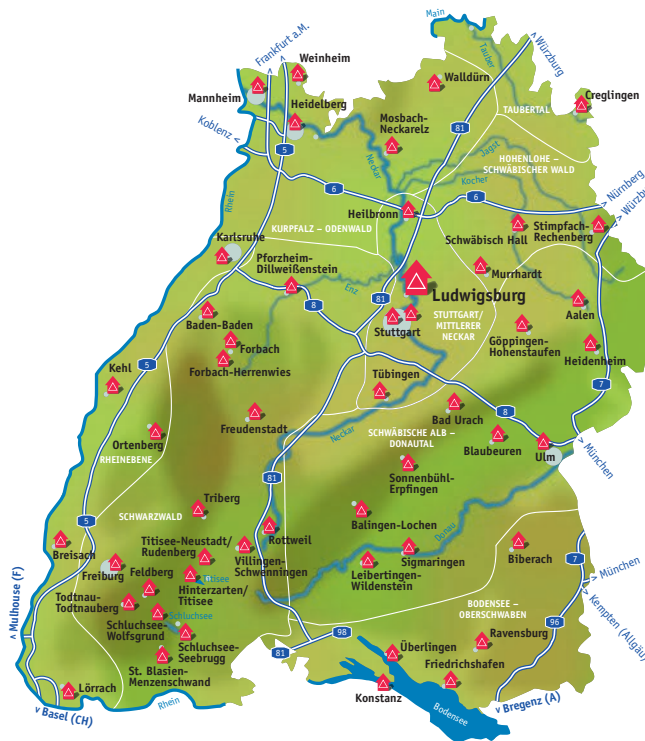 Main
Frankfurt a.M.
Weinheim
Tauber
Würzburg
Walldürn
Mannheim
Creglingen
Heidelberg
TAUBERTAL
Koblenz
Mosbach-
Neckarelz
81
5
Neckar
Jagst
HOHENLOHE –
SCHWÄBISCHER WALD
Kocher
Nürnberg
Würzburg
6
6
Rhein
Heilbronn
KURPFALZ – ODENWALD
Schwäbisch Hall
Stimpfach-
Rechenberg
Karlsruhe
Pforzheim-
Dillweißenstein
Murrhardt
Enz
81
Ludwigsburg
8
Aalen
Baden-Baden
Stuttgart
STUTTGART/
MITTLERER
NECKAR
Göppingen-
Hohenstaufen
Forbach
Heidenheim
Forbach-Herrenwies
5
Kehl
Tübingen
7
Freudenstadt
Bad Urach
8
Ortenberg
Neckar
SCHWÄBISCHE ALB –
DONAUTAL
Blaubeuren
Ulm
München
RHEINEBENE
Sonnenbühl-
Erpfingen
81
Triberg
SCHWARZWALD
5
Balingen-Lochen
Donau
Rottweil
Breisach
Titisee-Neustadt/
Rudenberg
Villingen-
Schwenningen
Sigmaringen
Biberach
7
Freiburg
Feldberg
Titisee
Hinterzarten/
Titisee
Leibertingen-
Wildenstein
München
Todtnau-
Todtnauberg
Schluchsee
Schluchsee-
Wolfsgrund
BODENSEE –
OBERSCHWABEN
Kempten (Allgäu)
Mulhouse (F)
98
96
Ravensburg
Schluchsee-
Seebrugg
81
Überlingen
St. Blasien-
Menzenschwand
Friedrichshafen
Lörrach
Konstanz
Rhein
Bodensee
Basel (CH)
Bregenz (A)